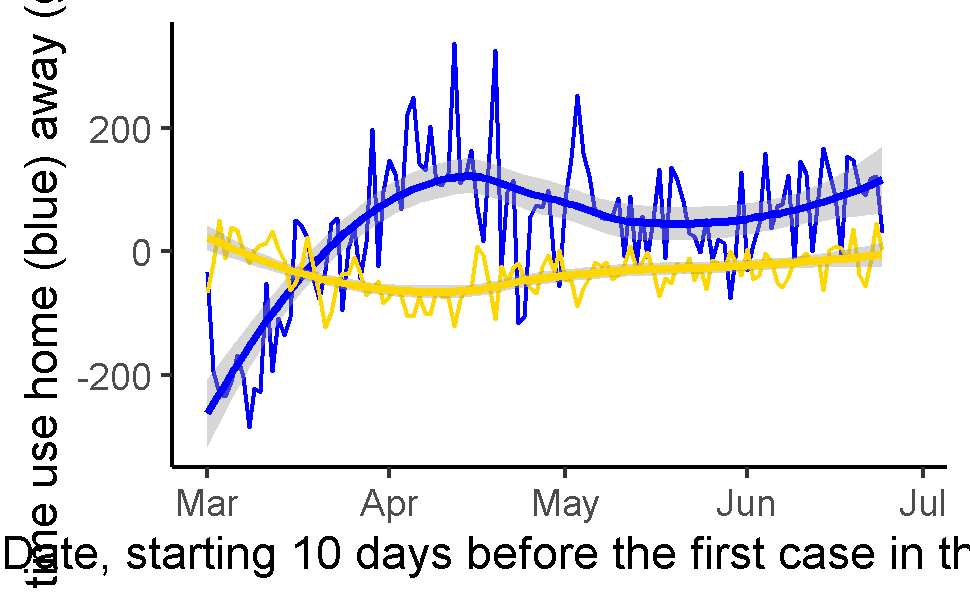 time use home (blue) away (
200
0
-200
Mar Apr May Jun Jul
Date, starting 10 days before the first case in th